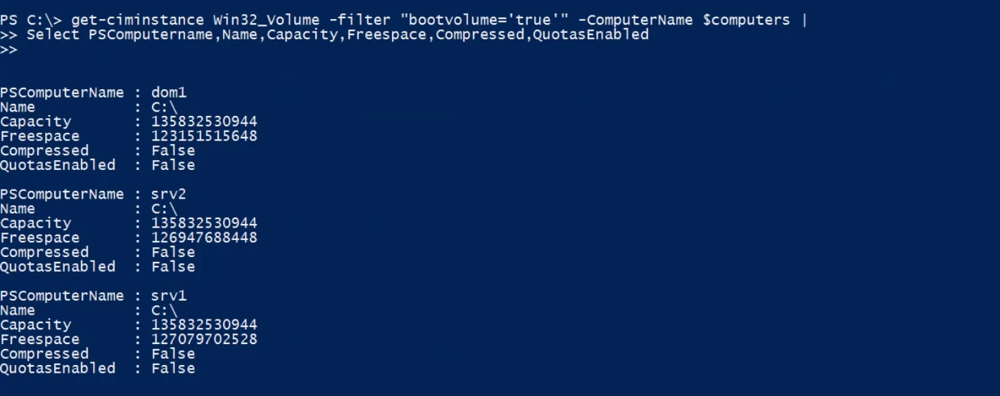 PS C:\> get-ciminstance Win32_Volume -filter "bootvolume='true'" -ComputerName $computers |
>> Select PSComputername,Name,Capacity,Freespace,Compressed,QuotasEnabled
>>
PSComputerName : dom1
Name           : C:\
Capacity       : 135832530944
Freespace      : 123151515648
Compressed     : False
QuotasEnabled  : False
PSComputerName : srv2
Name           : C:\
Capacity       : 135832530944
Freespace      : 126947688448
Compressed     : False
QuotasEnabled  : False
PSComputerName : srv1
Name           : C:\
Capacity       : 135832530944
Freespace      : 127079702528
Compressed     : False
QuotasEnabled  : False